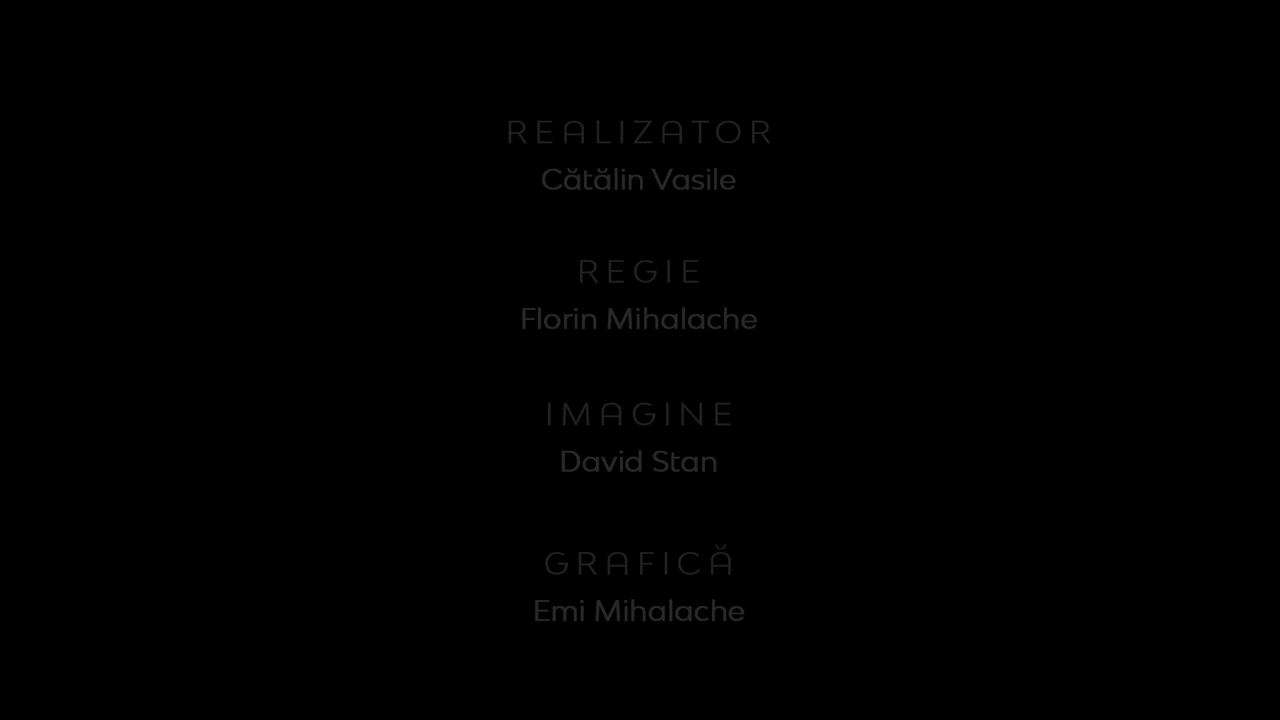 REALIZATOR
Cătălin Vasile
REGIE
Florin Mihalache
IMAGINE
David Stan
GRAFICĂ
Emi Mihalache